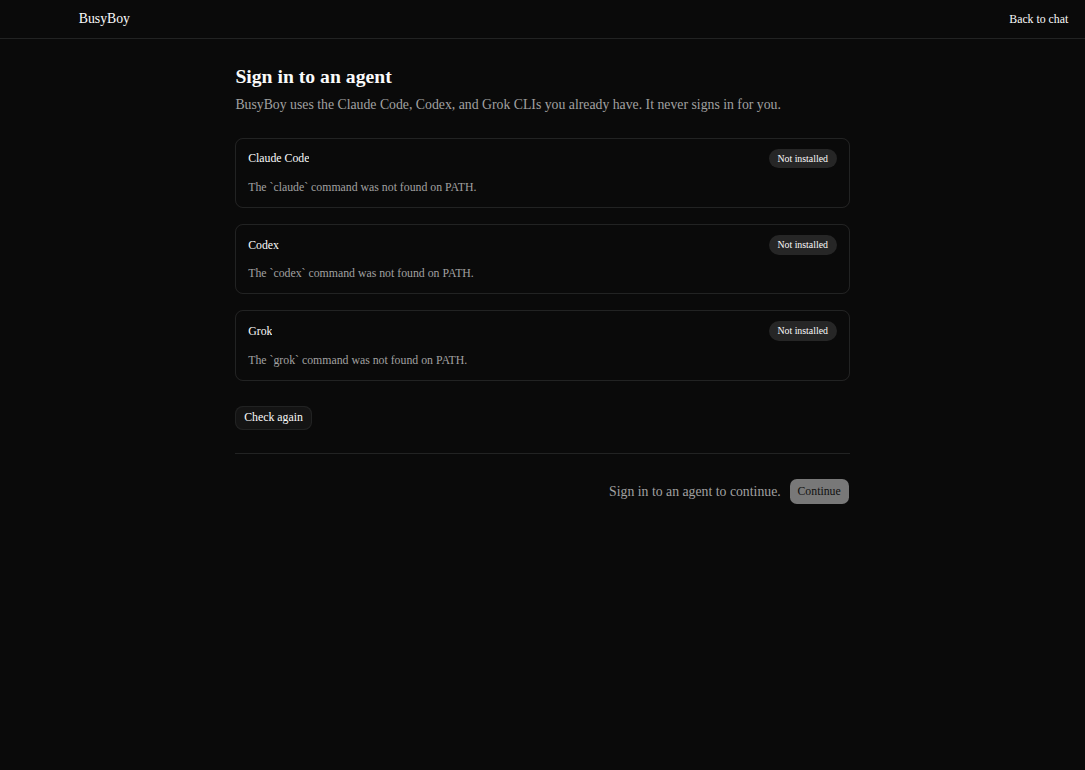 BusyBoy
Back to chat
Sign in to an agent
BusyBoy uses the Claude Code, Codex, and Grok CLIs you already have. It never signs in for you.
Claude Code
Not installed
The `claude` command was not found on PATH.
Codex
Not installed
The `codex` command was not found on PATH.
Grok
Not installed
The `grok` command was not found on PATH.
Check again
Sign in to an agent to continue.
Continue